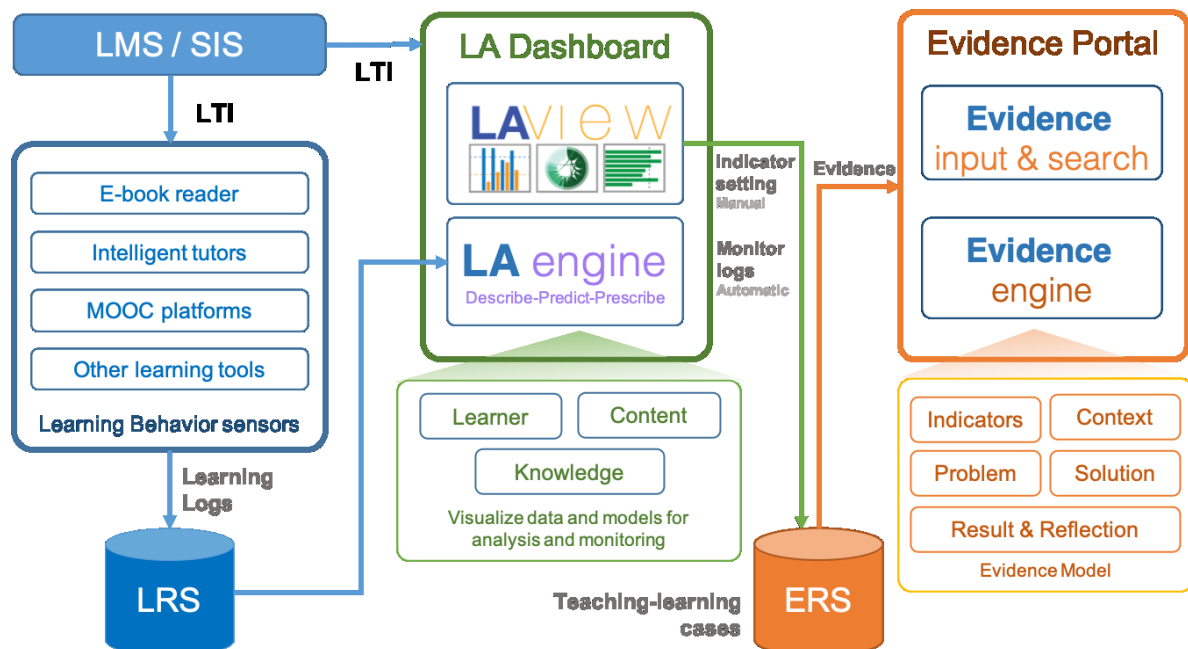 LMS / SIS
LTI
LTI
E-book reader
Intelligent tutors
MOOC platforms
Other learning tools
Learning Behavior sensors
Learning
Logs
LRS
LA Dashboard
LAVIEW
LA engine
Describe-Predict-Prescribe
Learner
Content
Knowledge
Visualize data and models for
analysis and monitoring
Indicator
setting
Manual
Monitor
logs
Automatic
Teaching-learning
cases
ERS
Evidence
Evidence Portal
Evidence
input & search
Evidence
engine
Indicators
Context
Problem
Solution
Result & Reflection
Evidence Model